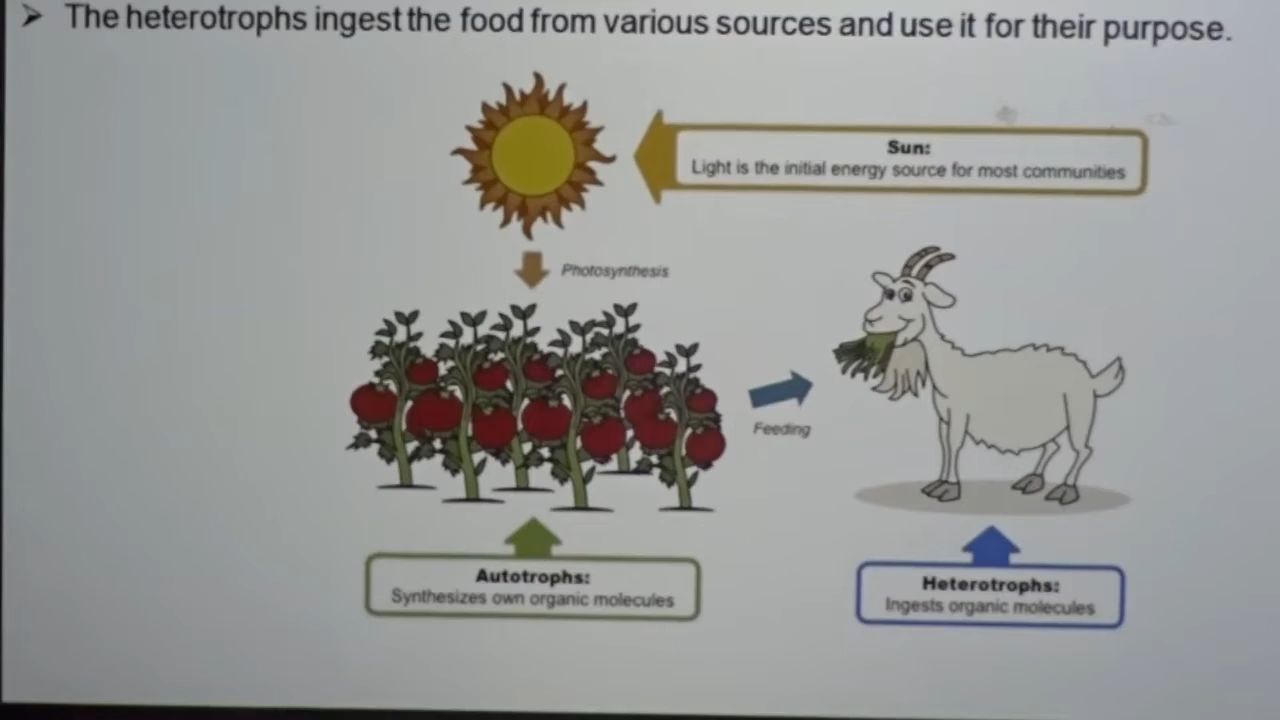 ➢ The heterotrophs ingest the food from various sources and use it for their purpose.
Sun:
Light is the initial energy source for most communities
Photosynthesis
Feeding
Autotrophs:
Synthesizes own organic molecules
Heterotrophs:
Ingests organic molecules